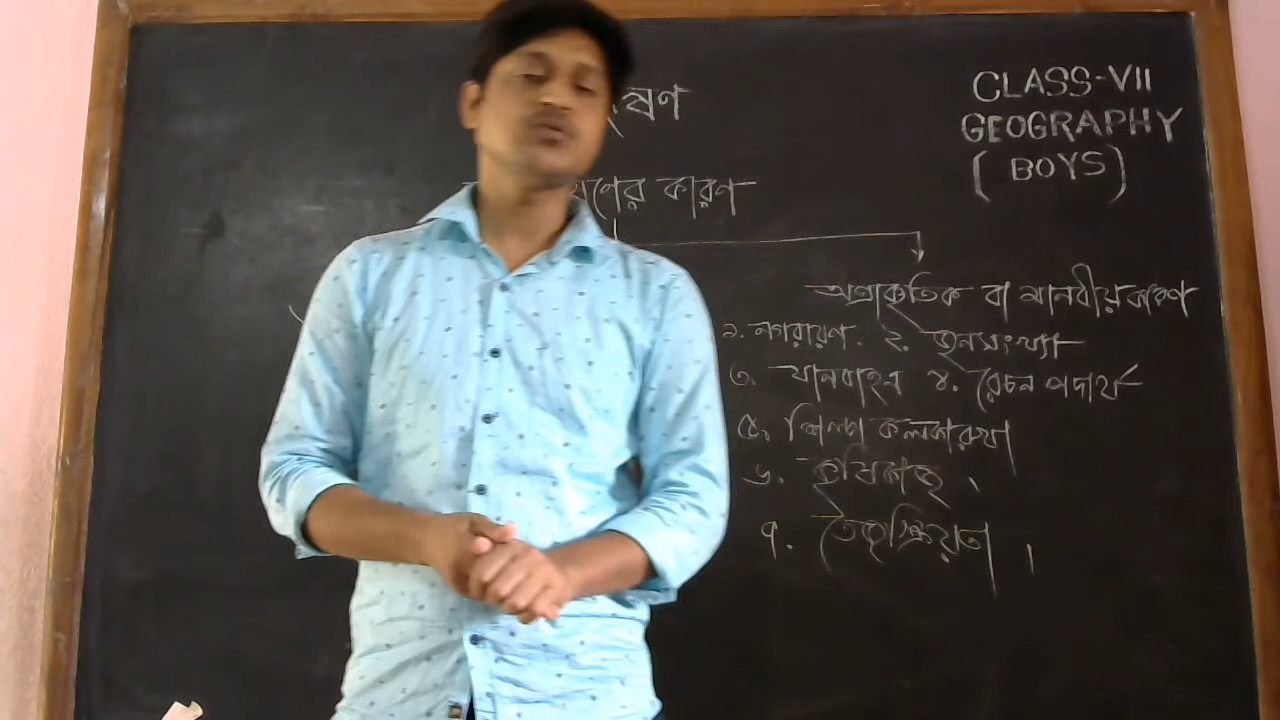 CLASS-VII
GEOGRAPHY
(BOYS)
ষণ
ণের কারণ
অপ্রাকৃতিক বা মানবীয় কারণ
১. নগরায়ণ. ২. জনসংখ্যা
৩. যানবাহন ৪. রেচন পদার্থ
৫. শিল্প কলকারখা
৬.
৭. তেজস্ক্রিয়তা ।